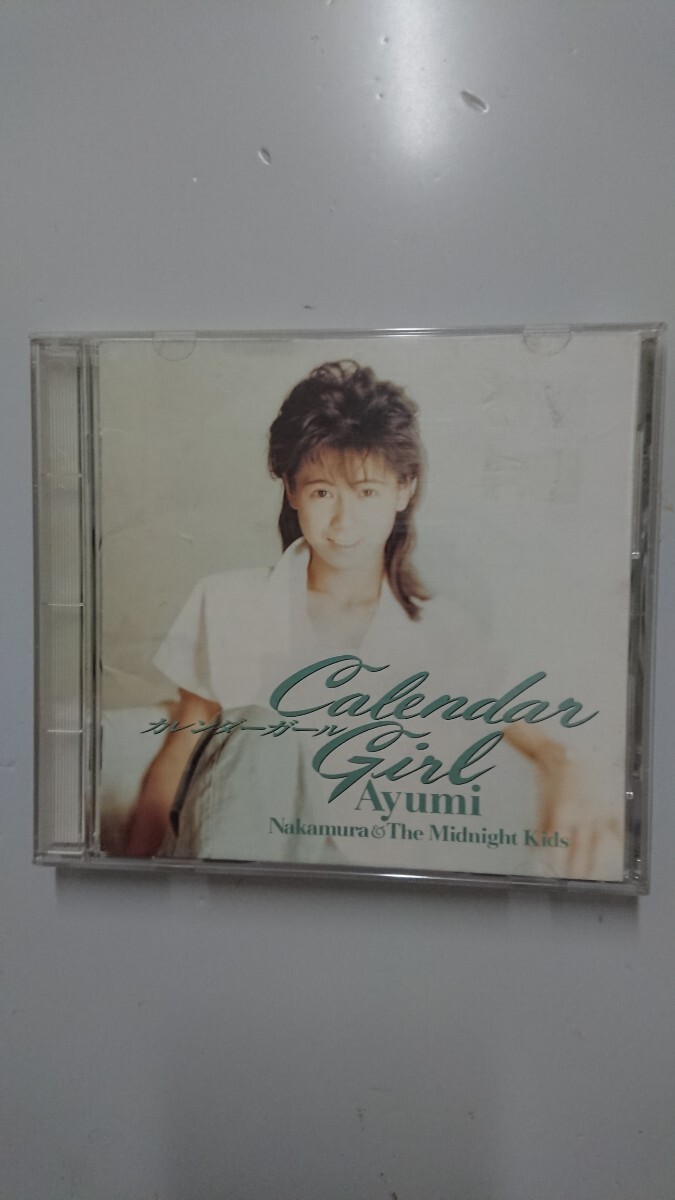 Calendar
カレンダーガール
Girl
Ayumi
Nakamura&The Midnight Kids